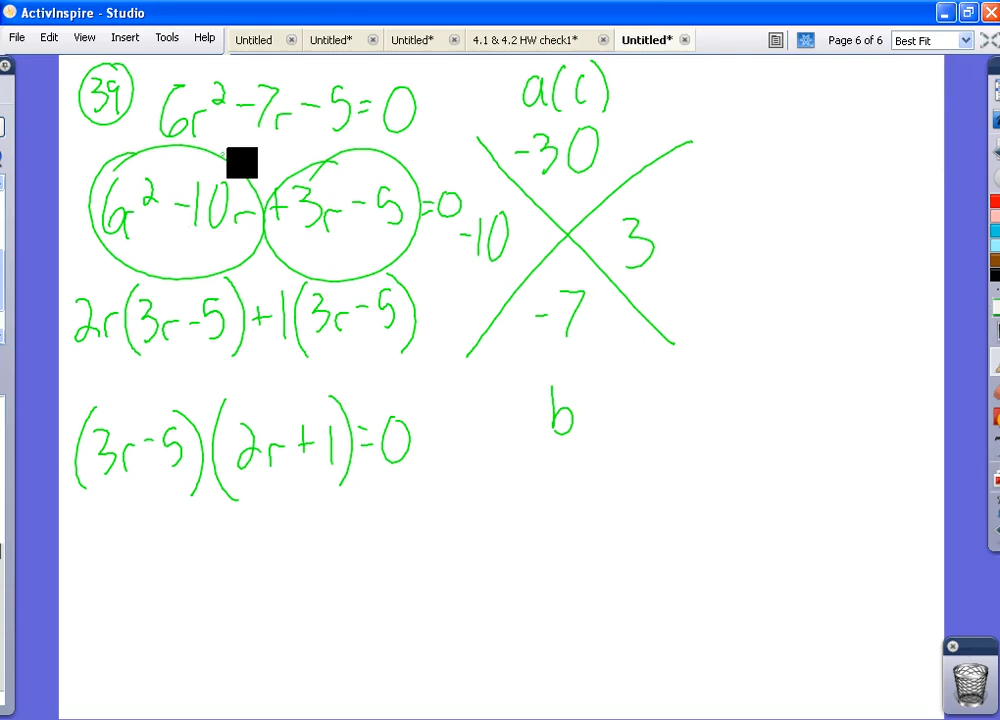 ActivInspire - Studio
File Edit View Insert Tools Help
Untitled Untitled* Untitled* 4.1 & 4.2 HW check1* Untitled* Page 6 of 6 Best Fit
39 6r² - 7r - 5 = 0
a(c)
-30
6r² - 10r + 3r - 5 = 0
-10 3
2r(3r - 5) + 1(3r - 5)
-7
b
(3r - 5)(2r + 1) = 0